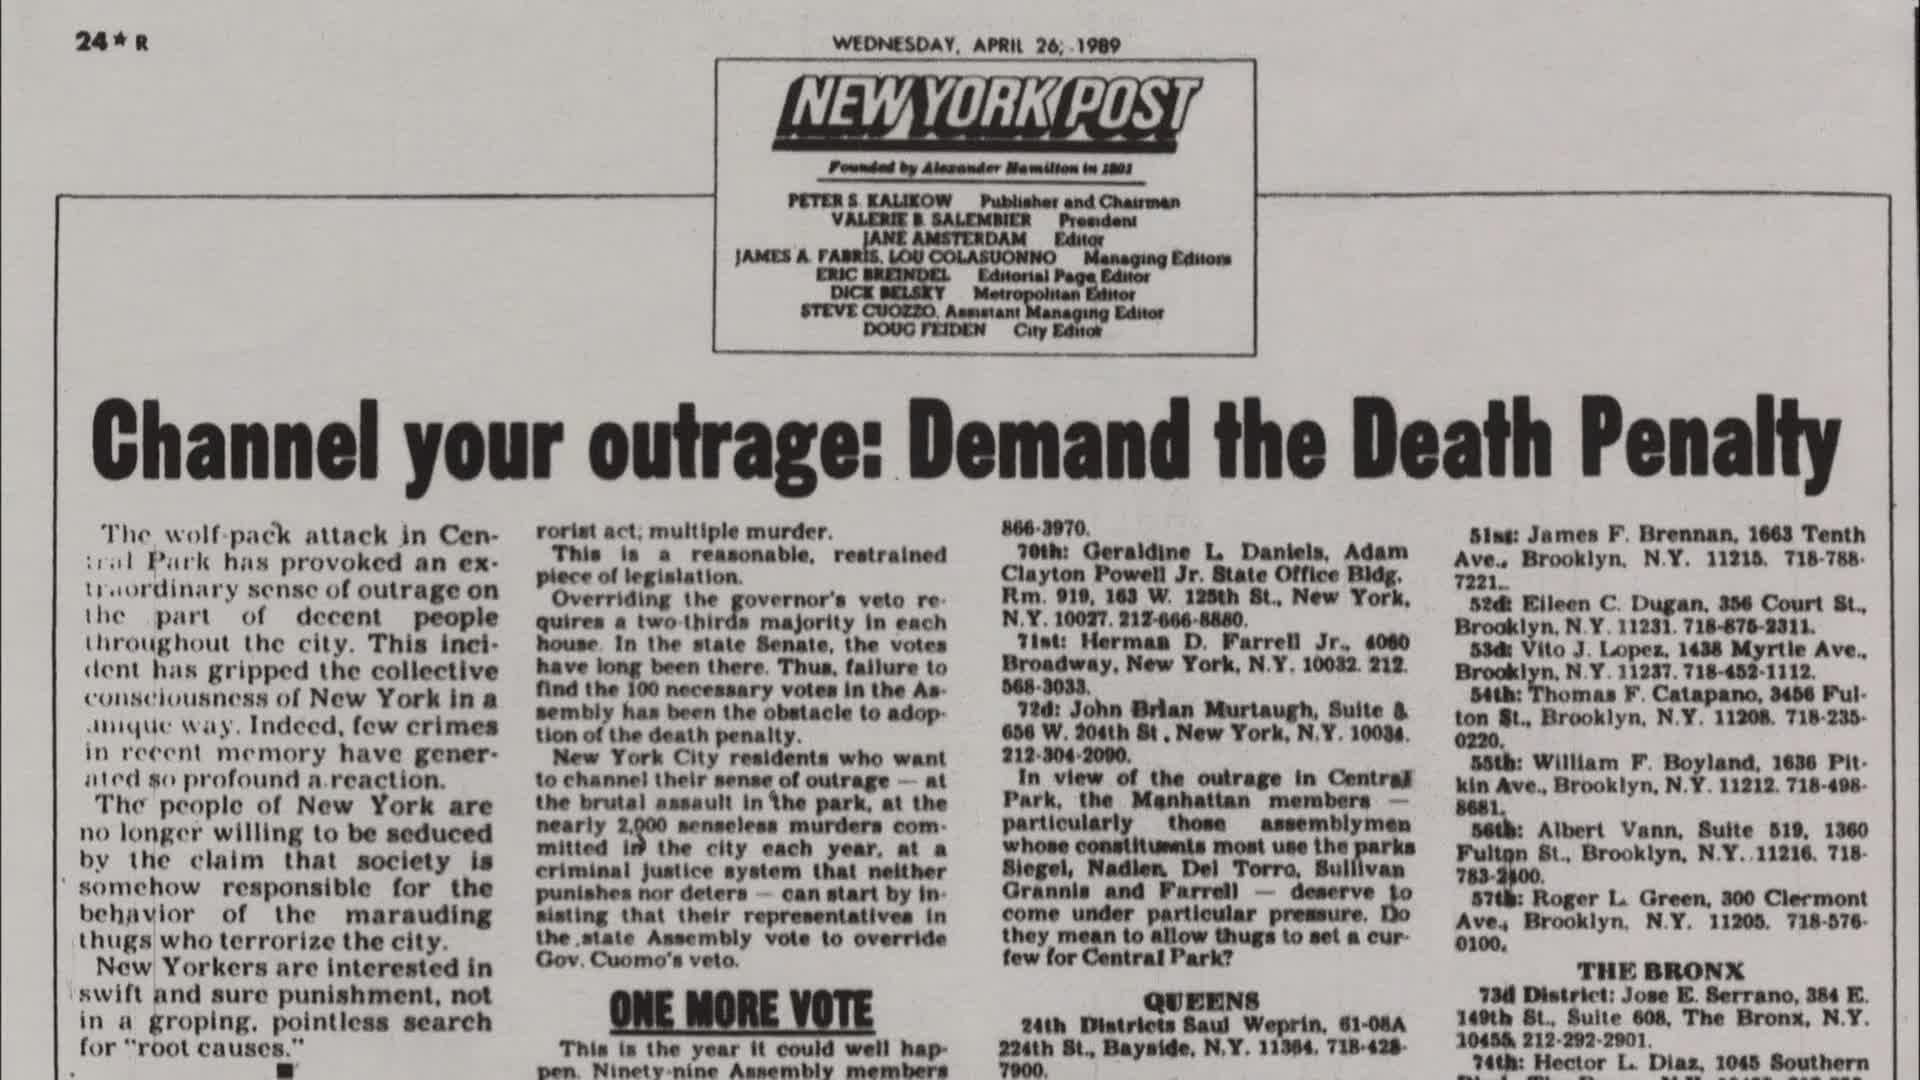 24★ R
WEDNESDAY, APRIL 26, 1989
NEW YORK POST
Founded by Alexander Hamilton in 1801
PETER S. KALIKOW Publisher and Chairman
VALERIE B. SALEMBIER President
JANE AMSTERDAM Editor
JAMES A. FABRIS, LOU COLASUONNO Managing Editors
ERIC BREINDEL Editorial Page Editor
DICK BELSKY Metropolitan Editor
STEVE CUOZZO, Assistant Managing Editor
DOUG FEIDEN City Editor
Channel your outrage: Demand the Death Penalty
The wolf-pack attack in Cen-
tral Park has provoked an ex-
traordinary sense of outrage on
the part of decent people
throughout the city. This inci-
dent has gripped the collective
consciousness of New York in a
unique way. Indeed, few crimes
in recent memory have gener-
ated so profound a reaction.
The people of New York are
no longer willing to be seduced
by the claim that society is
somehow responsible for the
behavior of the marauding
thugs who terrorize the city.
New Yorkers are interested in
swift and sure punishment, not
in a groping, pointless search
for "root causes."
rorist act; multiple murder.
This is a reasonable, restrained
piece of legislation.
Overriding the governor's veto re-
quires a two-thirds majority in each
house. In the state Senate, the votes
have long been there. Thus, failure to
find the 100 necessary votes in the As-
sembly has been the obstacle to adop-
tion of the death penalty.
New York City residents who want
to channel their sense of outrage — at
the brutal assault in the park, at the
nearly 2,000 senseless murders com-
mitted in the city each year, at a
criminal justice system that neither
punishes nor deters — can start by in-
sisting that their representatives in
the state Assembly vote to override
Gov. Cuomo's veto.
ONE MORE VOTE
This is the year it could well hap-
pen. Ninety-nine Assembly members
866-3970.
70th: Geraldine L. Daniels, Adam
Clayton Powell Jr. State Office Bldg.
Rm. 919, 163 W. 125th St., New York,
N.Y. 10027. 212-666-8880.
71st: Herman D. Farrell Jr., 4060
Broadway, New York, N.Y. 10032. 212-
568-3033.
72d: John Brian Murtaugh, Suite
656 W. 204th St., New York, N.Y. 10034.
212-304-2090.
In view of the outrage in Central
Park, the Manhattan members —
particularly those assemblymen
whose constituents most use the parks
Siegel, Nadler, Del Torro, Sullivan
Grannis and Farrell — deserve to
come under particular pressure. Do
they mean to allow thugs to set a cur-
few for Central Park?
QUEENS
24th Districts Saul Weprin, 61-08A
224th St., Bayside, N.Y. 11364. 718-428-
7900.
51st: James F. Brennan, 1663 Tenth
Ave., Brooklyn, N.Y. 11215. 718-788-
7221.
52d: Eileen C. Dugan, 356 Court St.,
Brooklyn, N.Y. 11231. 718-875-2311.
53d: Vito J. Lopez, 1438 Myrtle Ave.,
Brooklyn, N.Y. 11237. 718-452-1112.
54th: Thomas F. Catapano, 3456 Ful-
ton St., Brooklyn, N.Y. 11208. 718-235-
0220.
55th: William F. Boyland, 1636 Pit-
kin Ave., Brooklyn, N.Y. 11212. 718-498-
8681.
56th: Albert Vann, Suite 519, 1360
Fulton St., Brooklyn, N.Y. 11216. 718-
57th: Roger L. Green, 300 Clermont
Ave., Brooklyn, N.Y. 11205. 718-576-
0100.
THE BRONX
73d District: Jose E. Serrano, 384 E.
149th St., Suite 608, The Bronx, N.Y.
10455, 212-292-2901.
74th: Hector L. Diaz, 1045 Southern